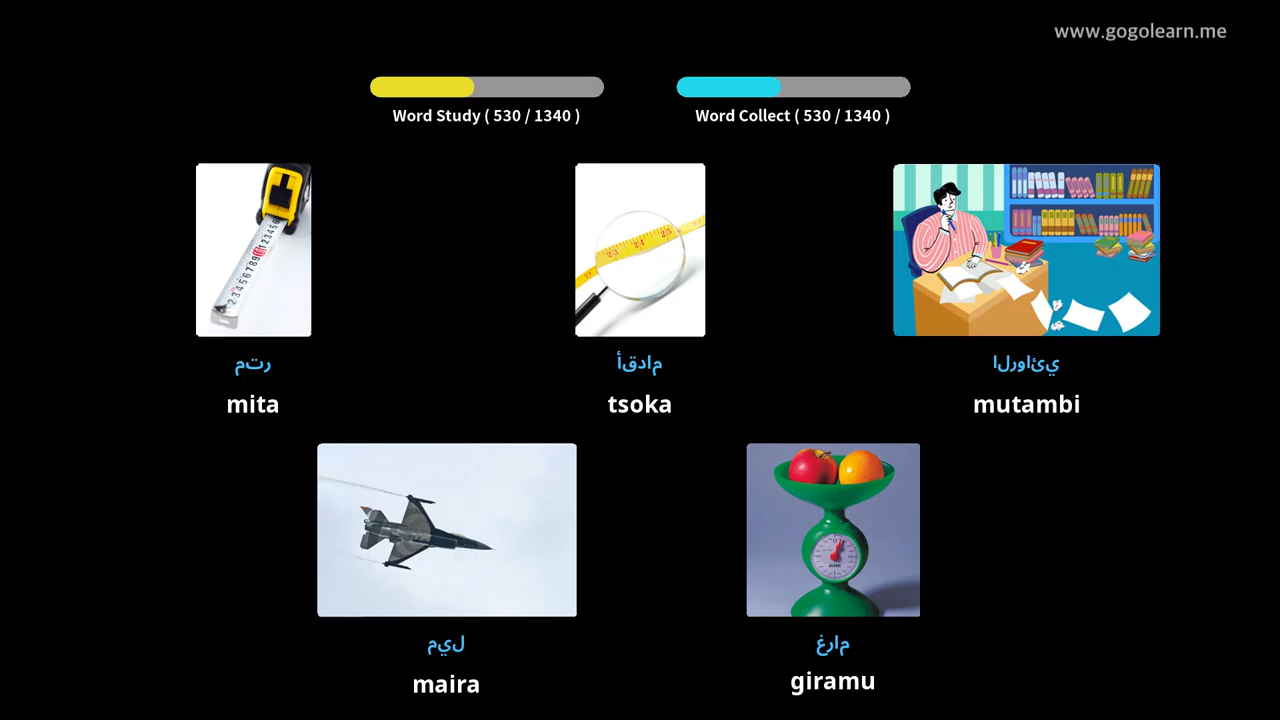 www.gogolearn.me
Word Study ( 530 / 1340 )
Word Collect ( 530 / 1340 )
متر
أقدام
الروائي
mita
tsoka
mutambi
ميل
غرام
maira
giramu